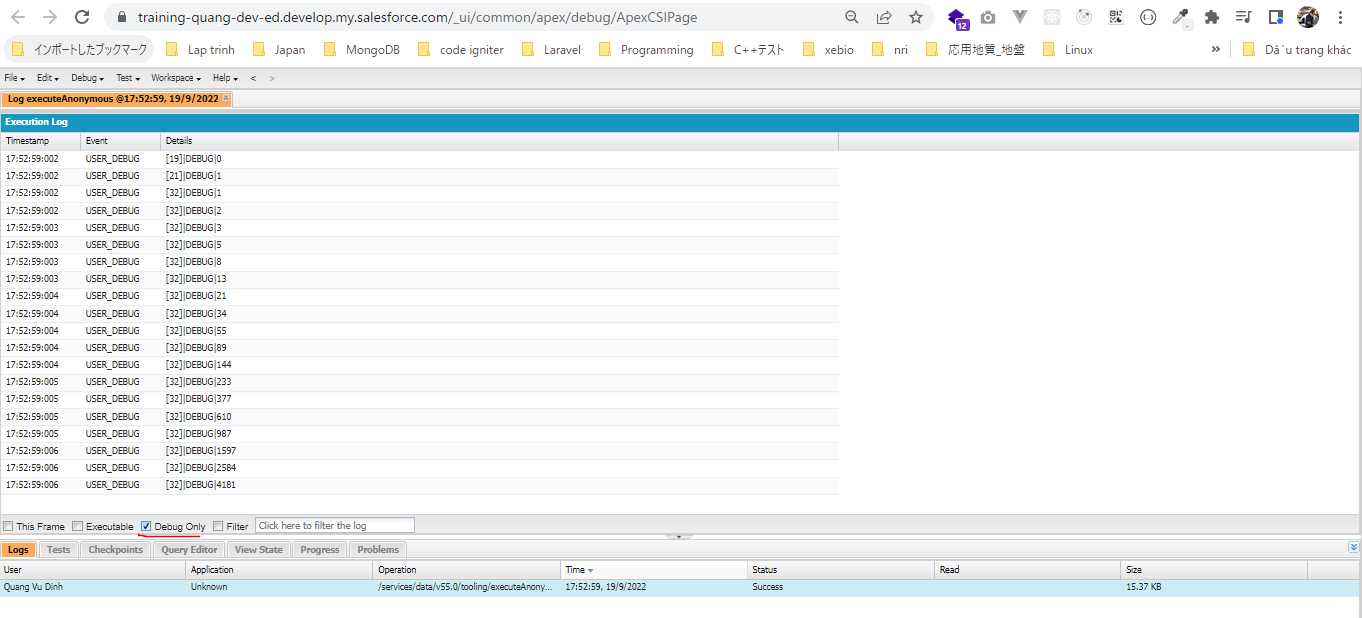 training-quang-dev-ed.develop.my.salesforce.com/_ui/common/apex/debug/ApexCSIPage 12
インポートしたブックマーク Lap trinh Japan MongoDB code igniter Laravel Programming C++テスト xebio nri 応用地質_地盤 Linux » Dấu trang khác
File Edit Debug Test Workspace Help < >
Log executeAnonymous @17:52:59, 19/9/2022
Execution Log
Timestamp Event Details
17:52:59:002 USER_DEBUG [19]|DEBUG|0
17:52:59:002 USER_DEBUG [21]|DEBUG|1
17:52:59:002 USER_DEBUG [32]|DEBUG|1
17:52:59:002 USER_DEBUG [32]|DEBUG|2
17:52:59:003 USER_DEBUG [32]|DEBUG|3
17:52:59:003 USER_DEBUG [32]|DEBUG|5
17:52:59:003 USER_DEBUG [32]|DEBUG|8
17:52:59:003 USER_DEBUG [32]|DEBUG|13
17:52:59:004 USER_DEBUG [32]|DEBUG|21
17:52:59:004 USER_DEBUG [32]|DEBUG|34
17:52:59:004 USER_DEBUG [32]|DEBUG|55
17:52:59:004 USER_DEBUG [32]|DEBUG|89
17:52:59:004 USER_DEBUG [32]|DEBUG|144
17:52:59:005 USER_DEBUG [32]|DEBUG|233
17:52:59:005 USER_DEBUG [32]|DEBUG|377
17:52:59:005 USER_DEBUG [32]|DEBUG|610
17:52:59:005 USER_DEBUG [32]|DEBUG|987
17:52:59:006 USER_DEBUG [32]|DEBUG|1597
17:52:59:006 USER_DEBUG [32]|DEBUG|2584
17:52:59:006 USER_DEBUG [32]|DEBUG|4181
This Frame Executable Debug Only Filter Click here to filter the log
Logs Tests Checkpoints Query Editor View State Progress Problems
User Application Operation Time Status Read Size
Quang Vu Dinh Unknown /services/data/v55.0/tooling/executeAnony... 17:52:59, 19/9/2022 Success 15.37 KB